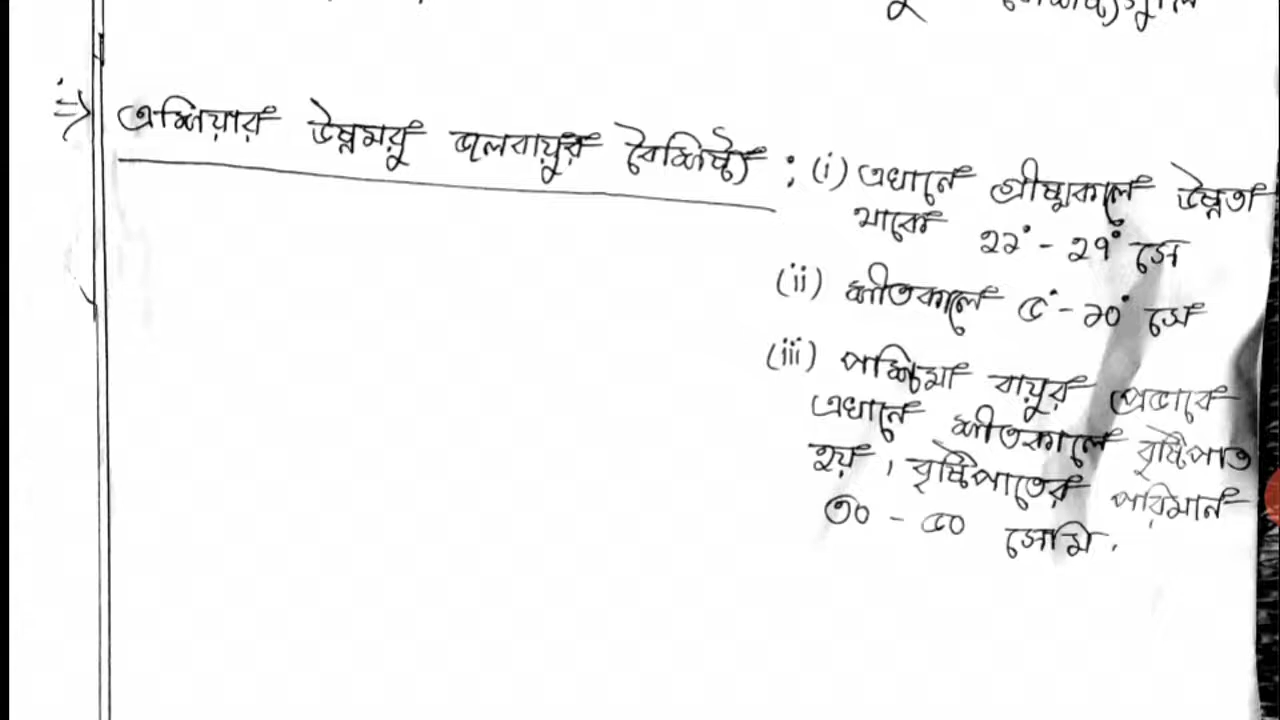 ⇒ এশিয়ার উষ্ণমরু জলবায়ুর বৈশিষ্ট্য : (i) এখানে গ্রীষ্মকালে উষ্ণতা
থাকে ২২° - ২৭° সে
(ii) শীতকালে ৫° - ১০° সে
(iii) পশ্চিমা বায়ুর প্রভাবে
এখানে শীতকালে বৃষ্টিপাত
হয়, বৃষ্টিপাতের পরিমান
৩০ - ৫০ সেমি.